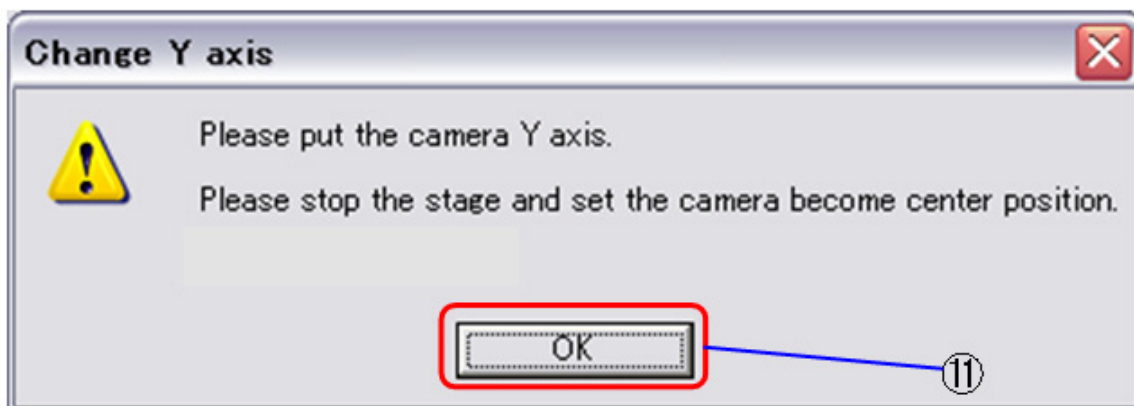 Change Y axis
Please put the camera Y axis.
Please stop the stage and set the camera become center position.
OK
⑪